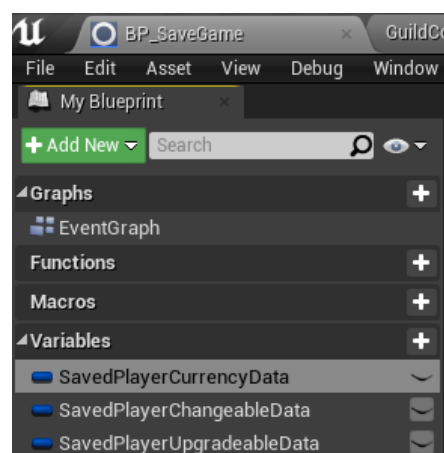 BP_SaveGame
GuildCo
File Edit Asset View Debug Window
My Blueprint
Add New Search
Graphs
EventGraph
Functions
Macros
Variables
SavedPlayerCurrencyData
SavedPlayerChangeableData
SavedPlayerUpgradeableData